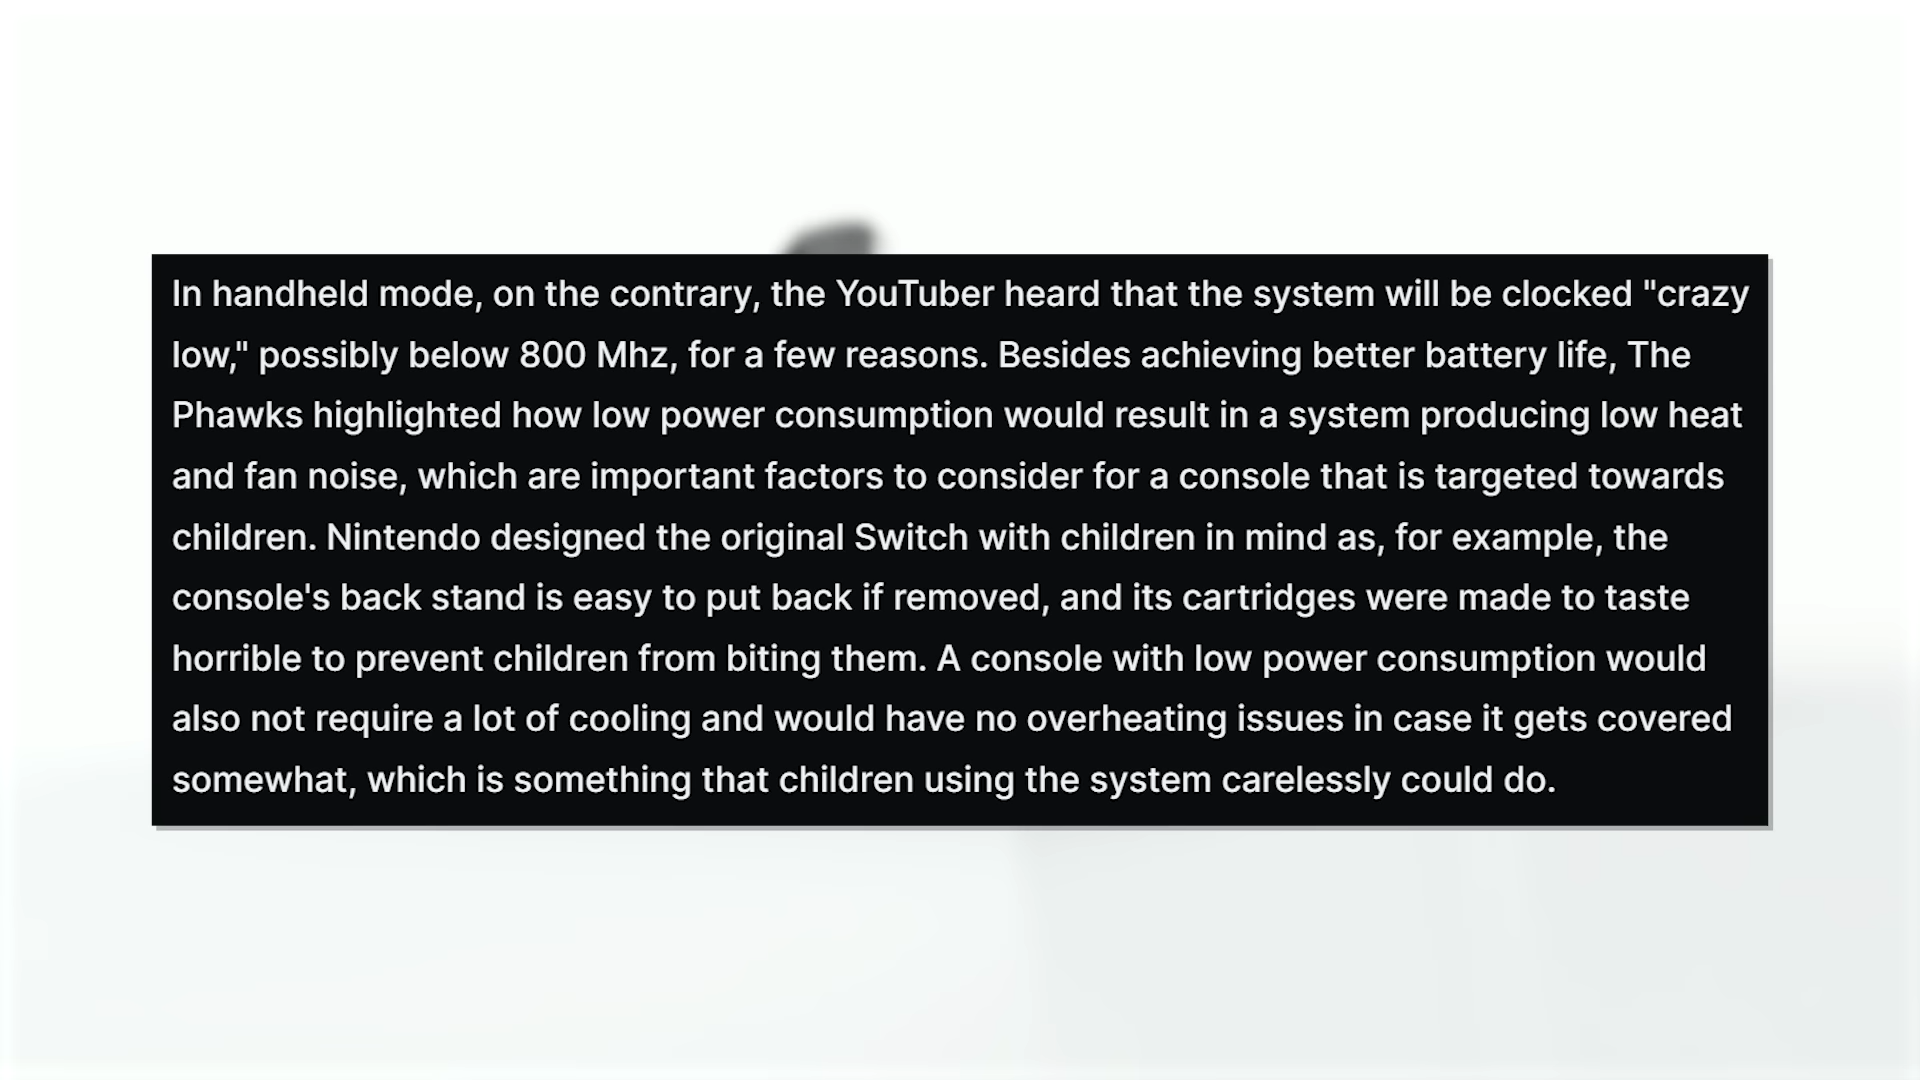 In handheld mode, on the contrary, the YouTuber heard that the system will be clocked "crazy
low," possibly below 800 Mhz, for a few reasons. Besides achieving better battery life, The
Phawks highlighted how low power consumption would result in a system producing low heat
and fan noise, which are important factors to consider for a console that is targeted towards
children. Nintendo designed the original Switch with children in mind as, for example, the
console's back stand is easy to put back if removed, and its cartridges were made to taste
horrible to prevent children from biting them. A console with low power consumption would
also not require a lot of cooling and would have no overheating issues in case it gets covered
somewhat, which is something that children using the system carelessly could do.